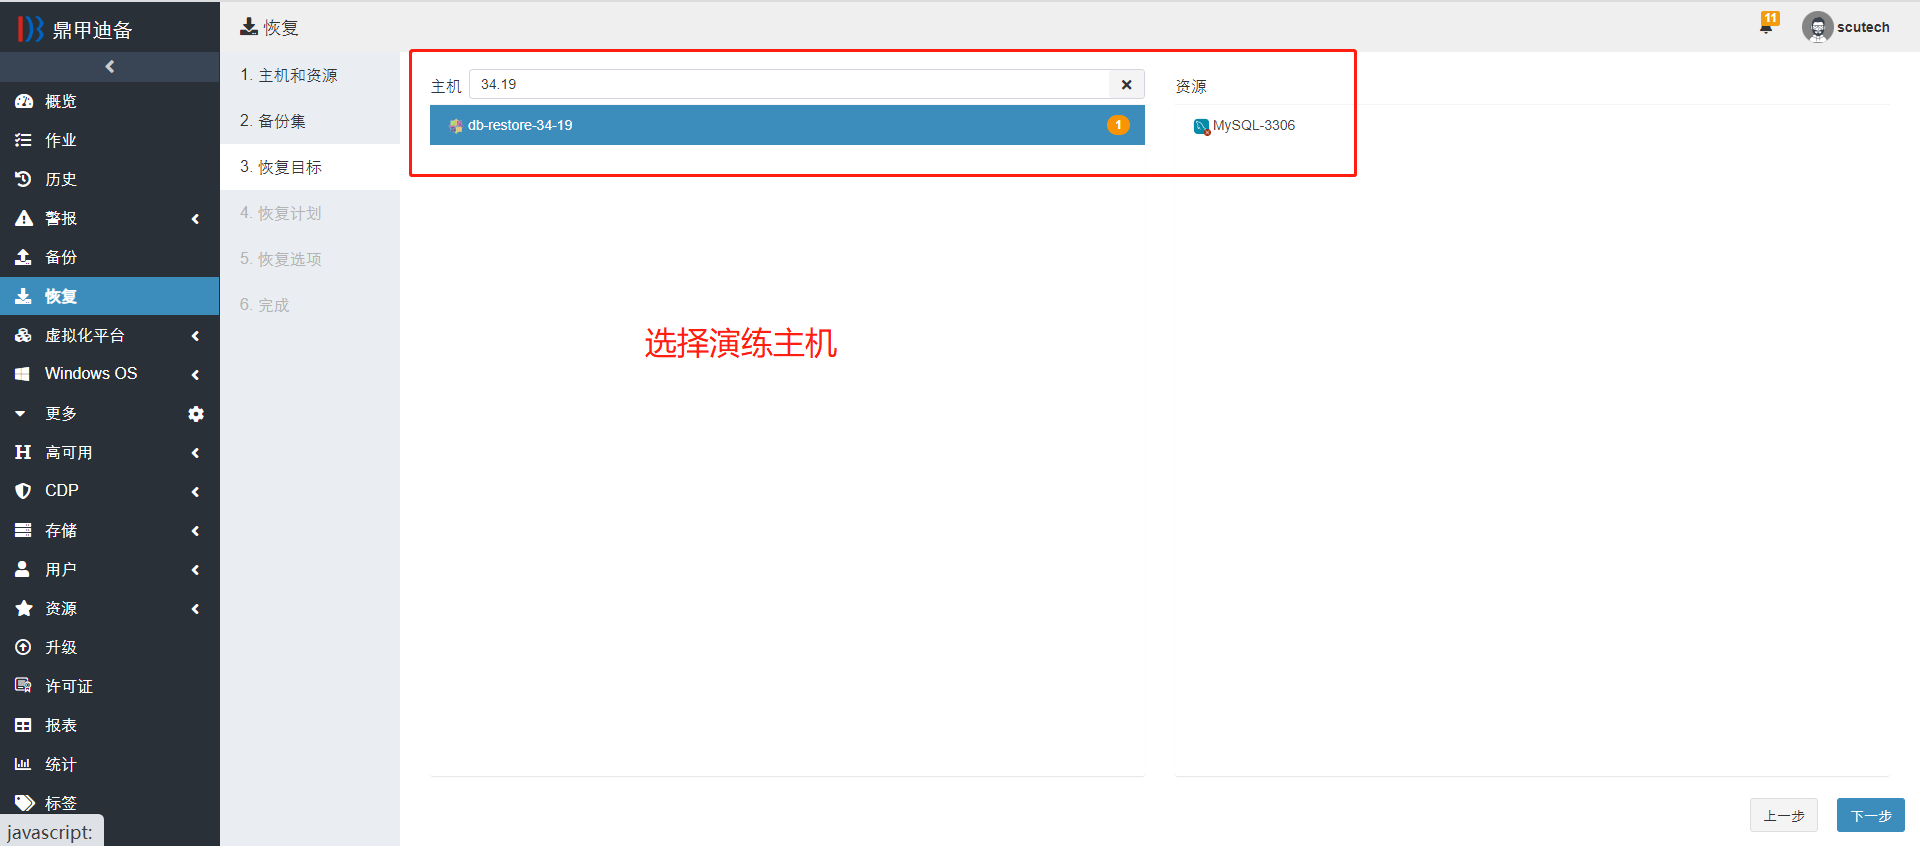 鼎甲迪备
恢复
11
scutech
概览
作业
历史
警报
备份
恢复
虚拟化平台
Windows OS
更多
高可用
CDP
存储
用户
资源
升级
许可证
报表
统计
标签
javascript:
1. 主机和资源
2. 备份集
3. 恢复目标
4. 恢复计划
5. 恢复选项
6. 完成
主机 34.19
db-restore-34-19 1
资源
MySQL-3306
选择演练主机
上一步 下一步